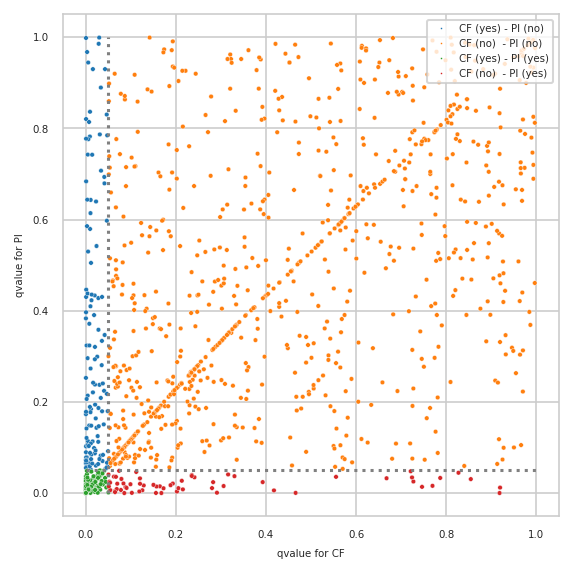 CF (yes) - PI (no)
CF (no)  - PI (no)
CF (yes) - PI (yes)
CF (no)  - PI (yes)
1.0
0.8
0.6
0.4
0.2
0.0
qvalue for PI
0.0 0.2 0.4 0.6 0.8 1.0
qvalue for CF